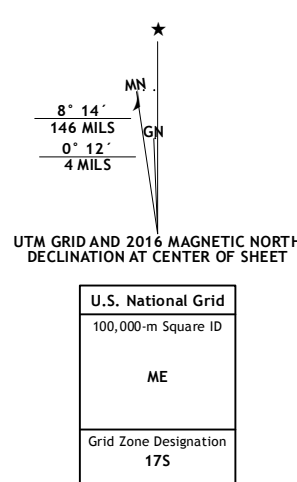 ★
MN
8° 14´
146 MILS
GN
0° 12´
4 MILS
UTM GRID AND 2016 MAGNETIC NORTH
DECLINATION AT CENTER OF SHEET
U.S. National Grid
100,000-m Square ID
ME
Grid Zone Designation
17S